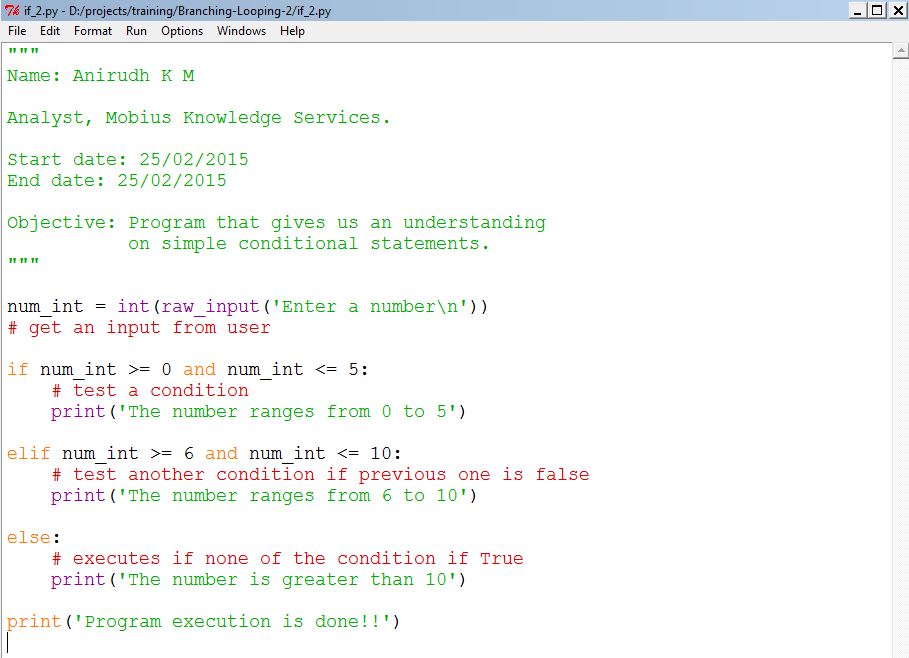 if_2.py - D:/projects/training/Branching-Looping-2/if_2.py
File Edit Format Run Options Windows Help
"""
Name: Anirudh K M
Analyst, Mobius Knowledge Services.
Start date: 25/02/2015
End date: 25/02/2015
Objective: Program that gives us an understanding
           on simple conditional statements.
"""
num_int = int(raw_input('Enter a number\n'))
# get an input from user
if num_int >= 0 and num_int <= 5:
    # test a condition
    print('The number ranges from 0 to 5')
elif num_int >= 6 and num_int <= 10:
    # test another condition if previous one is false
    print('The number ranges from 6 to 10')
else:
    # executes if none of the condition if True
    print('The number is greater than 10')
print('Program execution is done!!')